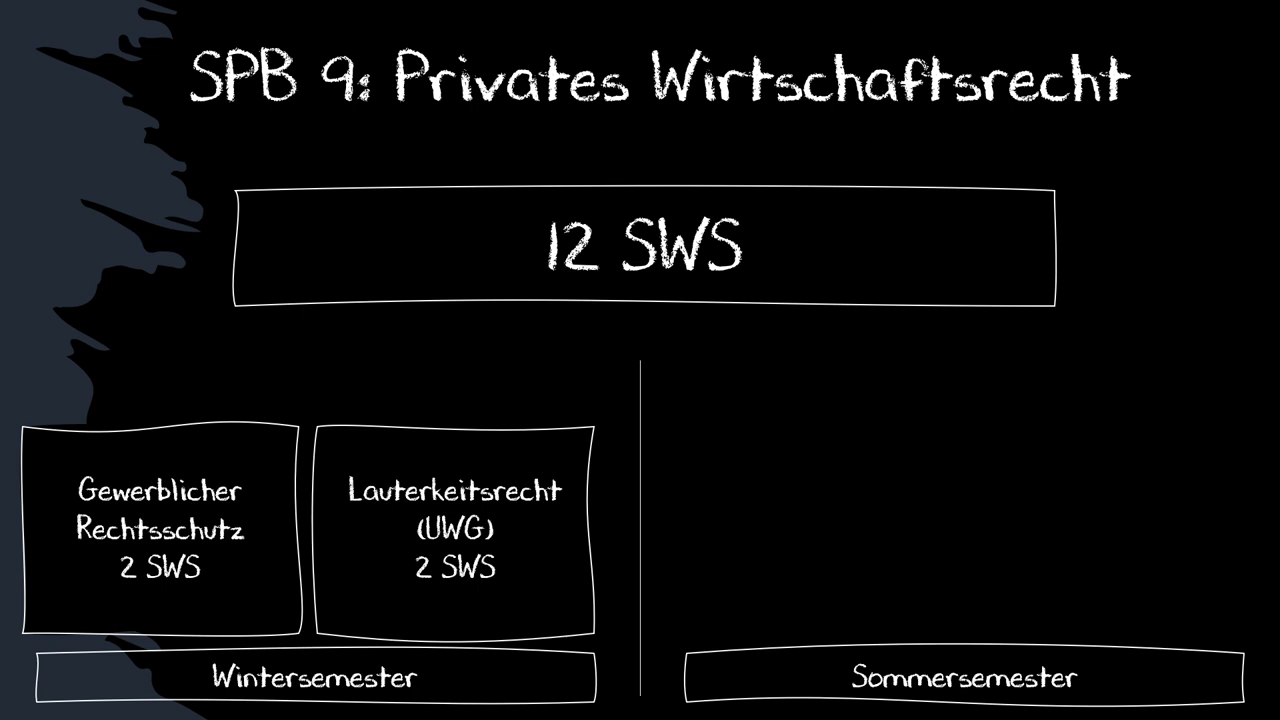 SPB 9: Privates Wirtschaftsrecht
12 SWS
Gewerblicher
Rechtsschutz
2 SWS
Lauterkeitsrecht
(UWG)
2 SWS
Wintersemester
Sommersemester